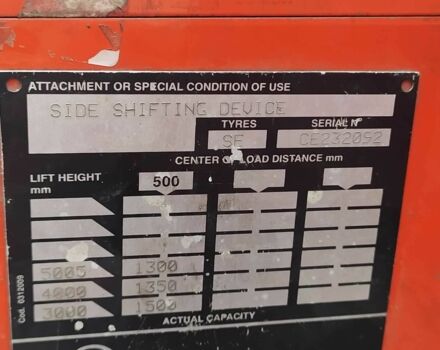 ATTACHMENT OR SPECIAL CONDITION OF USE
SIDE SHIFTING DEVICE
TYRES SERIAL N°
SE CE232092
CENTER OF LOAD DISTANCE mm
LIFT HEIGHT
mm
500
5005 1300
4000 1350
3000 1500
ACTUAL CAPACITY
Cod. 0312009